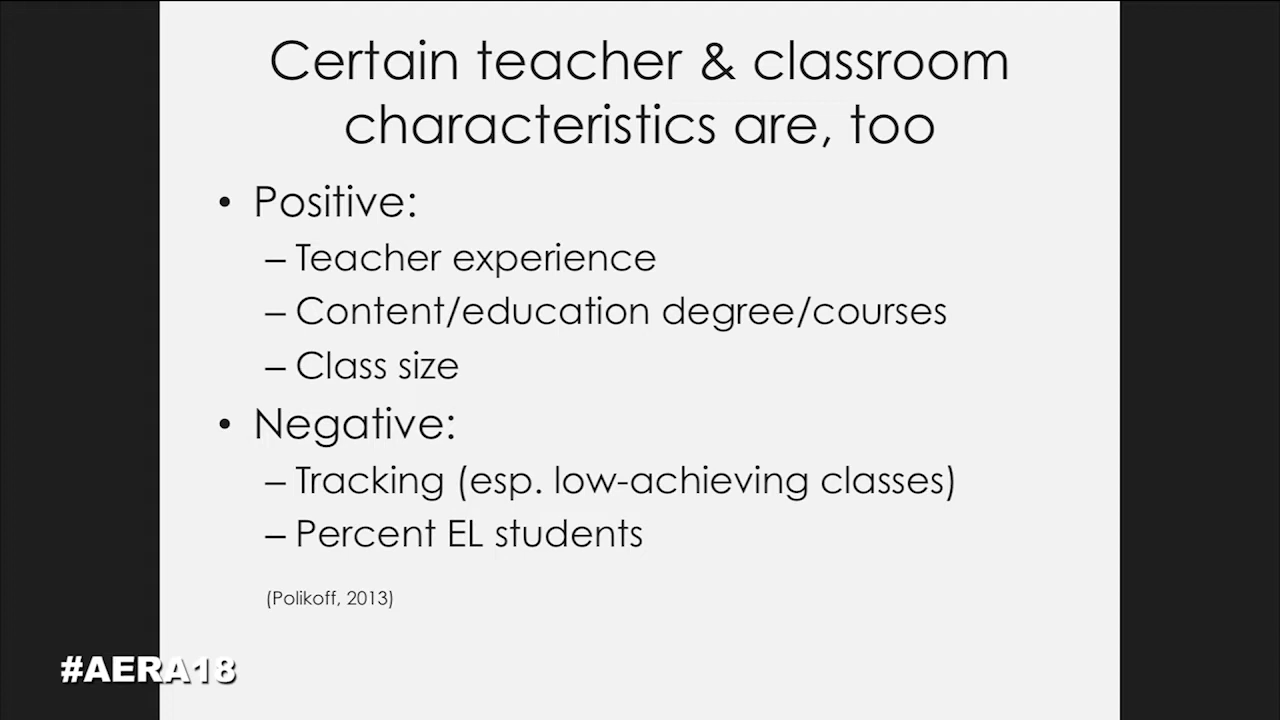 Certain teacher & classroom
characteristics are, too
• Positive:
– Teacher experience
– Content/education degree/courses
– Class size
• Negative:
– Tracking (esp. low-achieving classes)
– Percent EL students
(Polikoff, 2013)
#AERA18